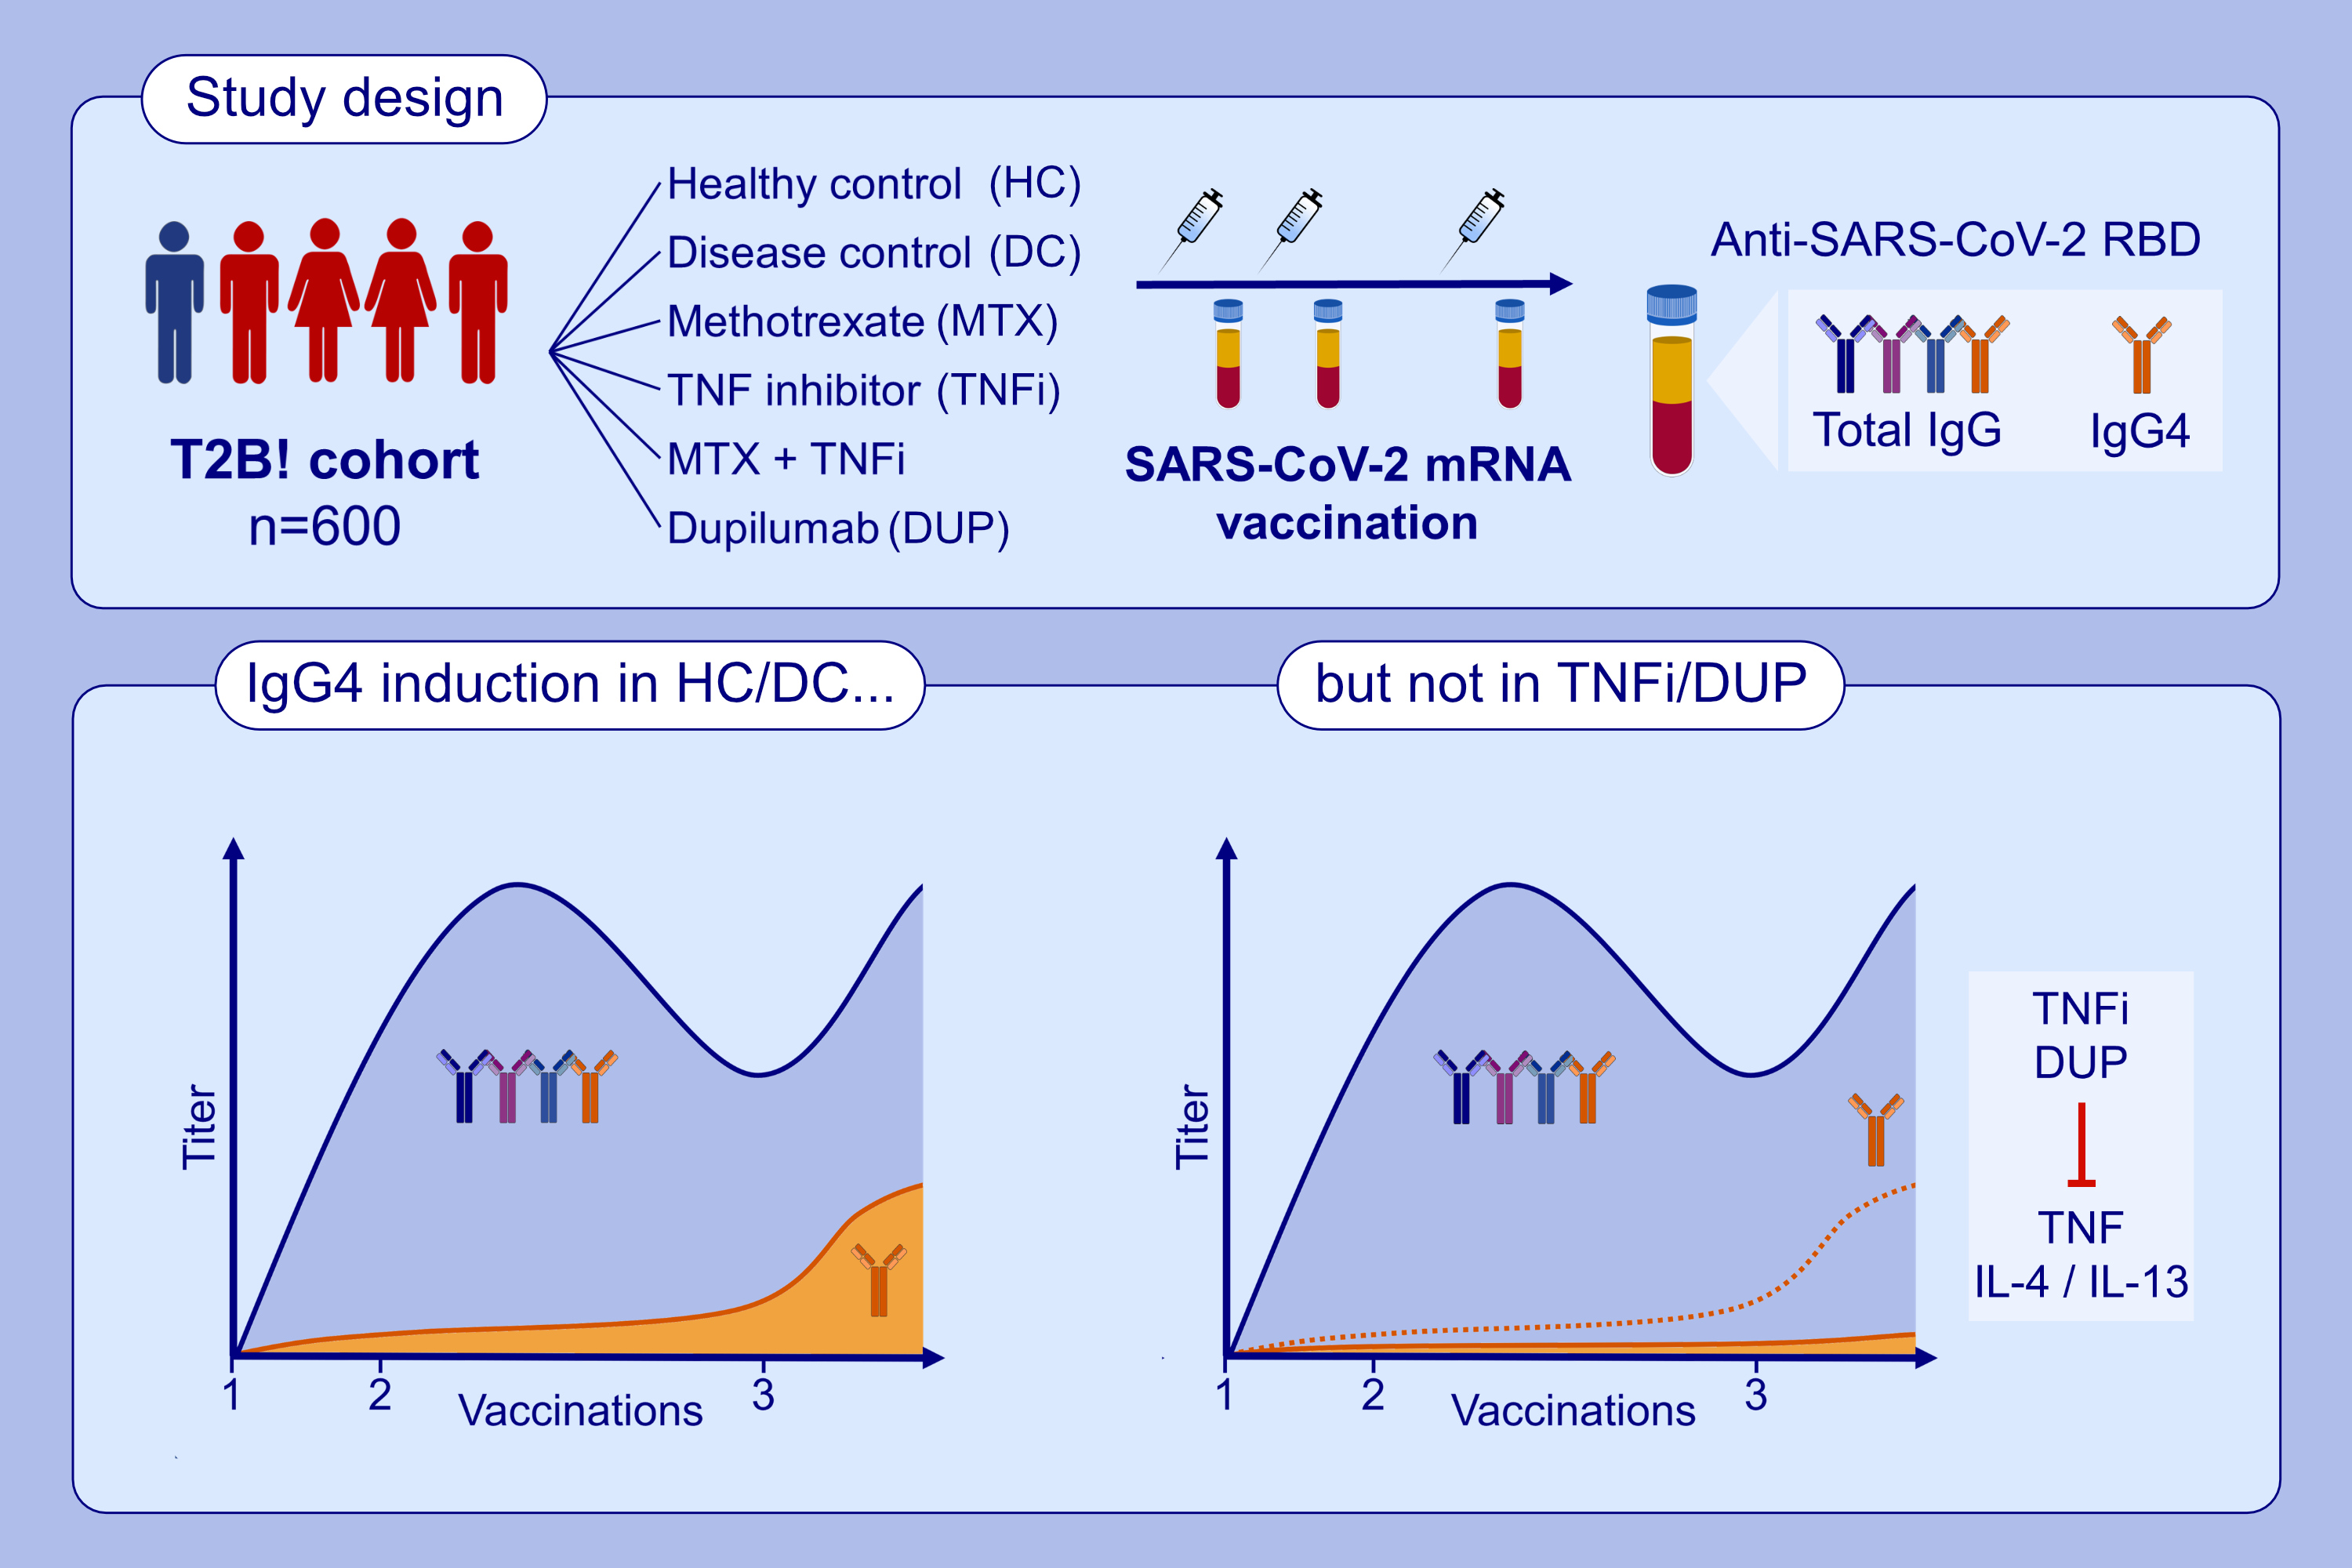 Study design
T2B! cohort
n=600
Healthy control (HC)
Disease control (DC)
Methotrexate (MTX)
TNF inhibitor (TNFi)
MTX + TNFi
Dupilumab (DUP)
SARS-CoV-2 mRNA
vaccination
Anti-SARS-CoV-2 RBD
Total IgG
IgG4
IgG4 induction in HC/DC...
Titer
1
2
3
Vaccinations
but not in TNFi/DUP
Titer
1
2
3
Vaccinations
TNFi
DUP
TNF
IL-4 / IL-13